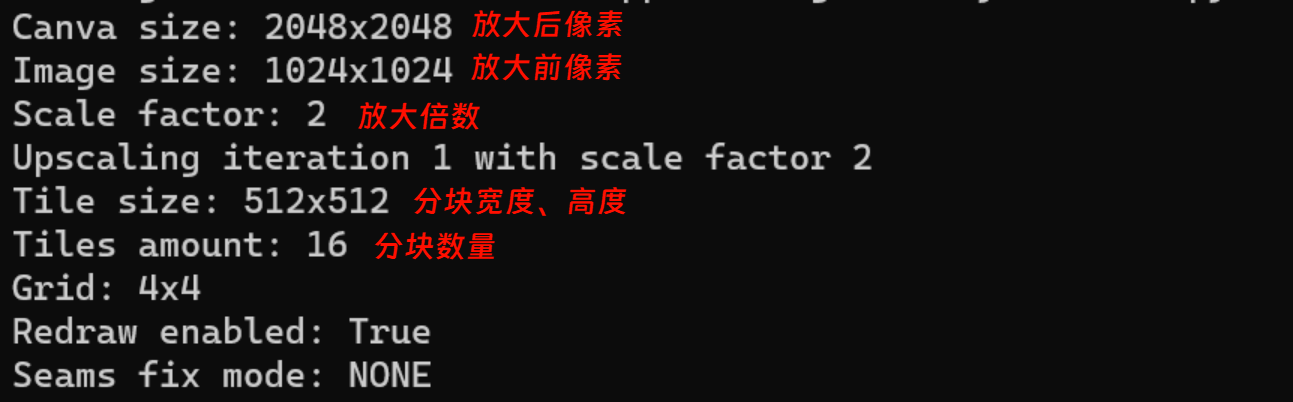 Canva size: 2048x2048 放大后像素
Image size: 1024x1024 放大前像素
Scale factor: 2 放大倍数
Upscaling iteration 1 with scale factor 2
Tile size: 512x512 分块宽度、高度
Tiles amount: 16 分块数量
Grid: 4x4
Redraw enabled: True
Seams fix mode: NONE